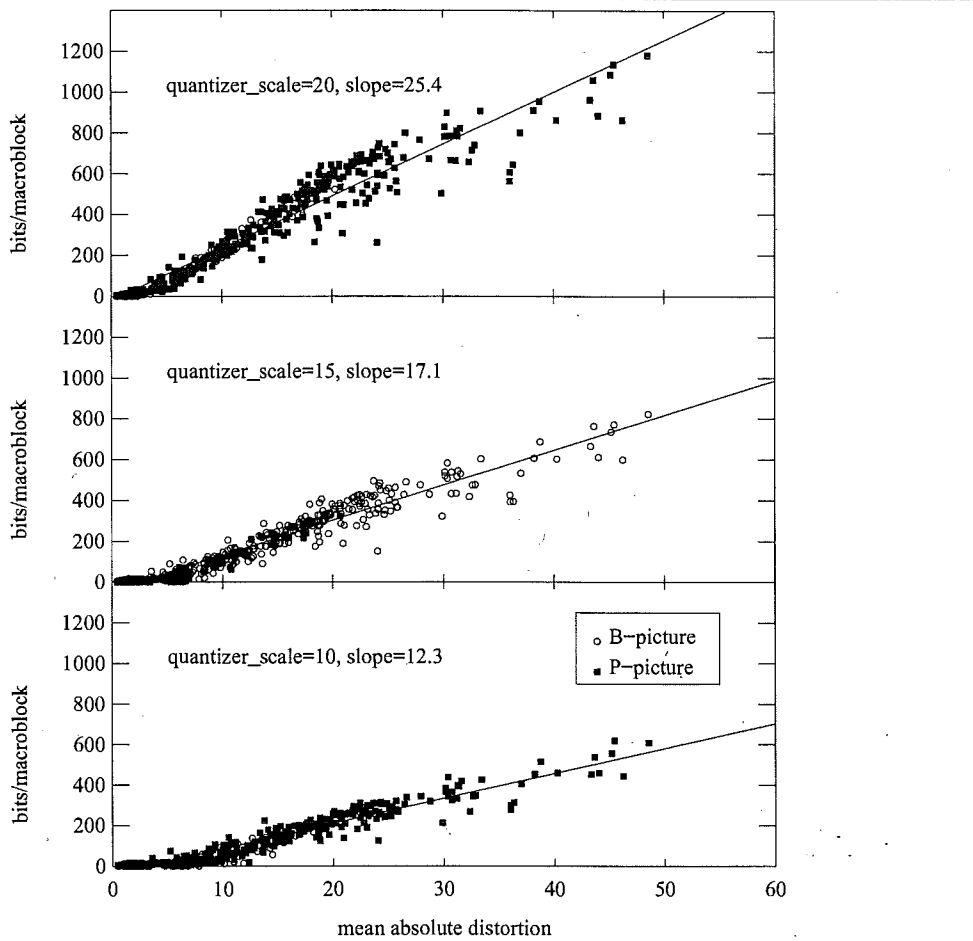 1200
1000
800
600
400
200
0
bits/macroblock
quantizer_scale=20, slope=25.4
1200
1000
800
600
400
200
0
bits/macroblock
quantizer_scale=15, slope=17.1
1200
1000
800
600
400
200
0
bits/macroblock
quantizer_scale=10, slope=12.3
B-picture
P-picture
0 10 20 30 40 50 60
mean absolute distortion